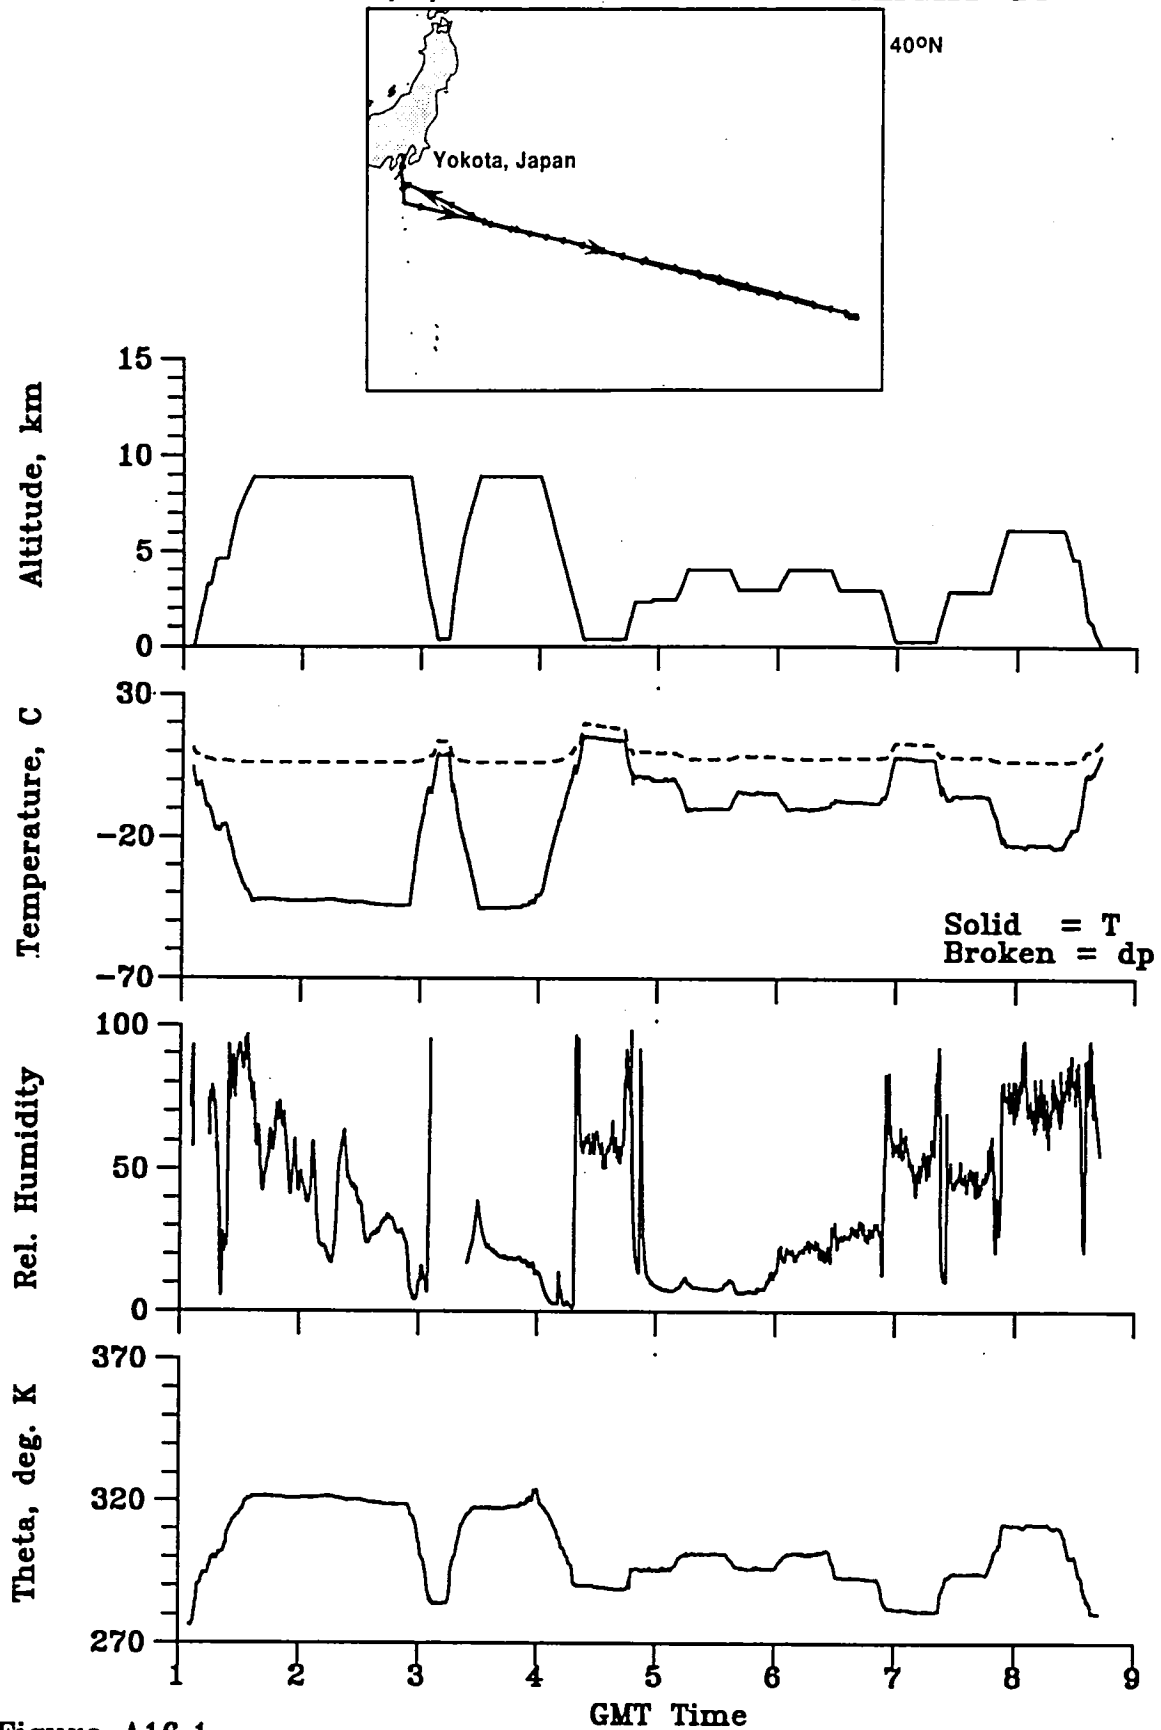 40ºN
Yokota, Japan
15
10
5
0
Altitude, km
30
-20
-70
Temperature, C
Solid = T
Broken = dp
100
50
0
Rel. Humidity
370
320
270
Theta, deg. K
1 2 3 4 5 6 7 8 9
GMT Time